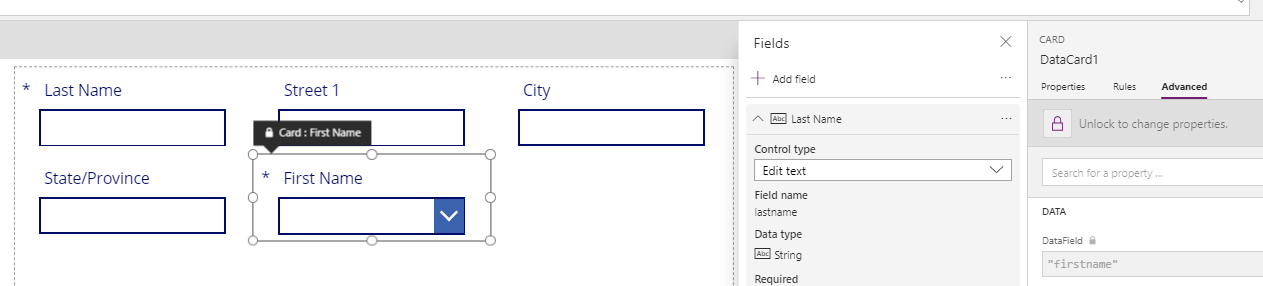 * Last Name
Street 1
City
Card : First Name
State/Province
* First Name
Fields
Add field
...
Abc Last Name
...
Control type
Edit text
Field name
lastname
Data type
Abc String
Required
CARD
DataCard1
Properties Rules Advanced
Unlock to change properties.
Search for a property ...
DATA
DataField
"firstname"